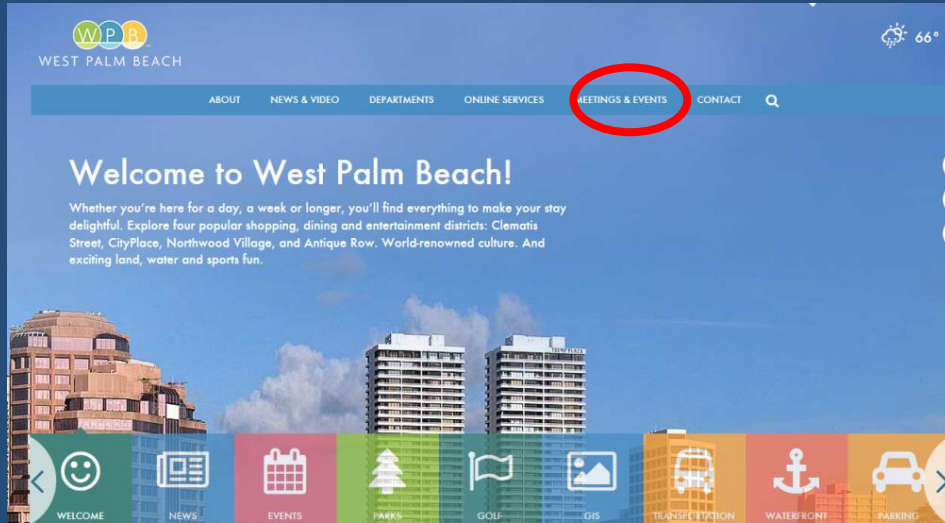 WPB
WEST PALM BEACH
66°
ABOUT NEWS & VIDEO DEPARTMENTS ONLINE SERVICES MEETINGS & EVENTS CONTACT
Welcome to West Palm Beach!
Whether you're here for a day, a week or longer, you'll find everything to make your stay
delightful. Explore four popular shopping, dining and entertainment
districts: Clematis
Street, CityPlace, Northwood Village, and Antique Row. World-renowned culture. And
exciting land, water and sports fun.
TRUMP PLAZA
WELCOME NEWS EVENTS PARKS GOLF GIS TRANSPORTATION WATERFRONT PARKING